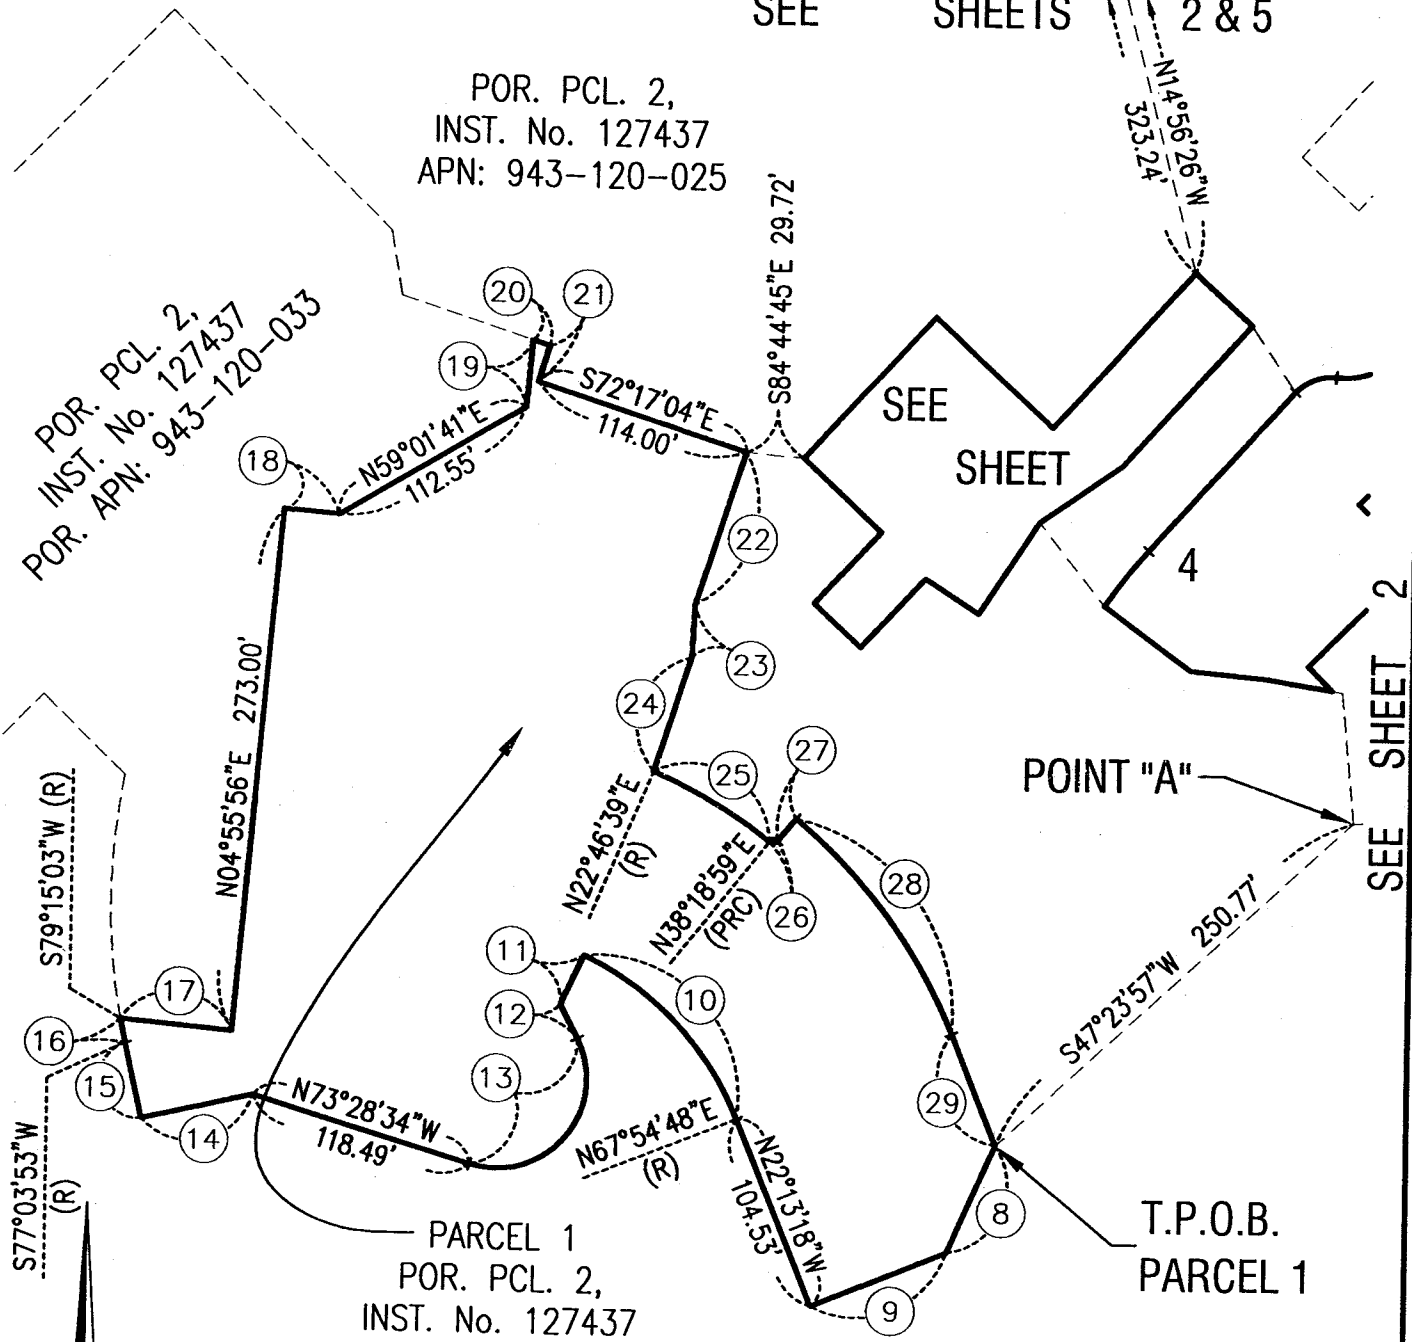 SEE SHEETS 2 & 5
POR. PCL. 2,
INST. No. 127437
APN: 943-120-025
N14°56'26"W
323.24'
S84°44'45"E 29.72'
POR. PCL. 2,
INST. No. 127437
POR. APN: 943-120-033
20
21
19
S72°17'04"E
114.00'
SEE
SHEET
4
18
N59°01'41"E
112.55'
22
23
24
N04°55'56"E 273.00'
SEE SHEET 2
25
27
POINT "A"
S79°15'03"W (R)
N22°46'39"E
(R)
N38°18'59"E
(PRC)
26
28
11
10
12
17
16
15
13
S47°23'57"W 250.77'
N73°28'34"W
118.49'
14
29
N67°54'48"E
(R)
N22°13'18"W
104.53'
S77°03'53"W
(R)
8
9
T.P.O.B.
PARCEL 1
PARCEL 1
POR. PCL. 2,
INST. No. 127437